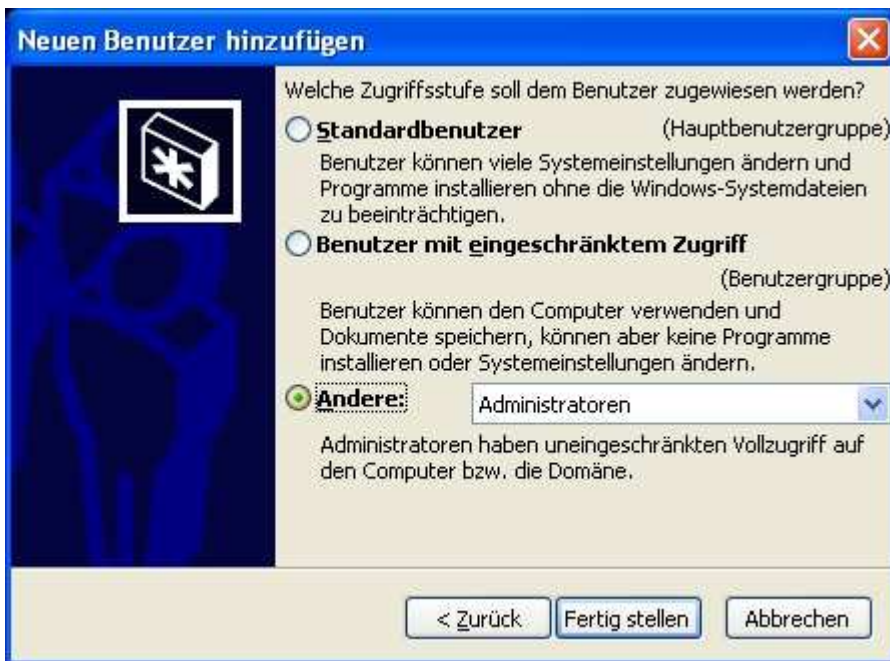 Neuen Benutzer hinzufügen
Welche Zugriffsstufe soll dem Benutzer zugewiesen werden?
Standardbenutzer (Hauptbenutzergruppe)
Benutzer können viele Systemeinstellungen ändern und
Programme installieren ohne die Windows-Systemdateien
zu beeinträchtigen.
Benutzer mit eingeschränktem Zugriff
(Benutzergruppe)
Benutzer können den Computer verwenden und
Dokumente speichern, können aber keine Programme
installieren oder Systemeinstellungen ändern.
Andere: Administratoren
Administratoren haben uneingeschränkten Vollzugriff auf
den Computer bzw. die Domäne.
< Zurück Fertig stellen Abbrechen